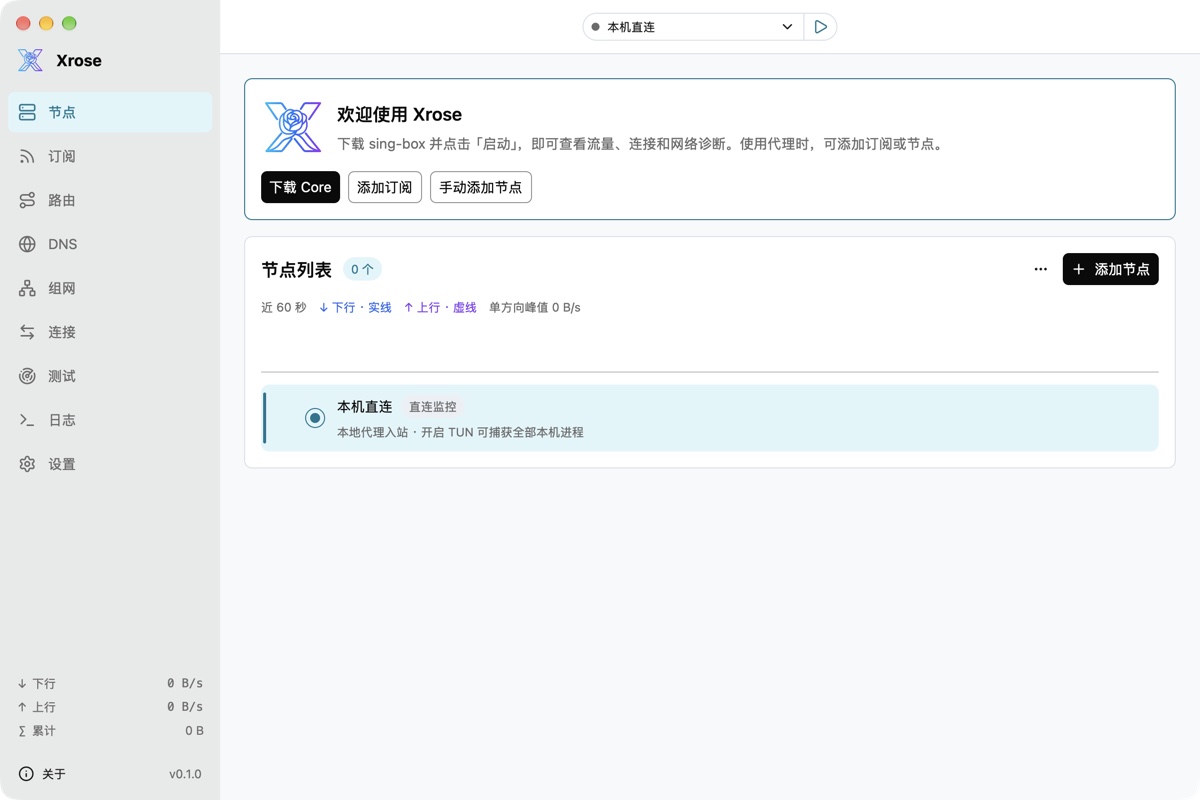 本机直连
Xrose
节点
订阅
路由
DNS
组网
连接
测试
日志
设置
↓ 下行 0 B/s
↑ 上行 0 B/s
∑ 累计 0 B
关于 v0.1.0
欢迎使用 Xrose
下载 sing-box 并点击「启动」，即可查看流量、连接和网络诊断。使用代理时，可添加订阅或节点。
下载 Core 添加订阅 手动添加节点
节点列表 0 个 ··· + 添加节点
近 60 秒 ↓ 下行 · 实线 ↑ 上行 · 虚线 单方向峰值 0 B/s
本机直连 直连监控
本地代理入站 · 开启 TUN 可捕获全部本机进程